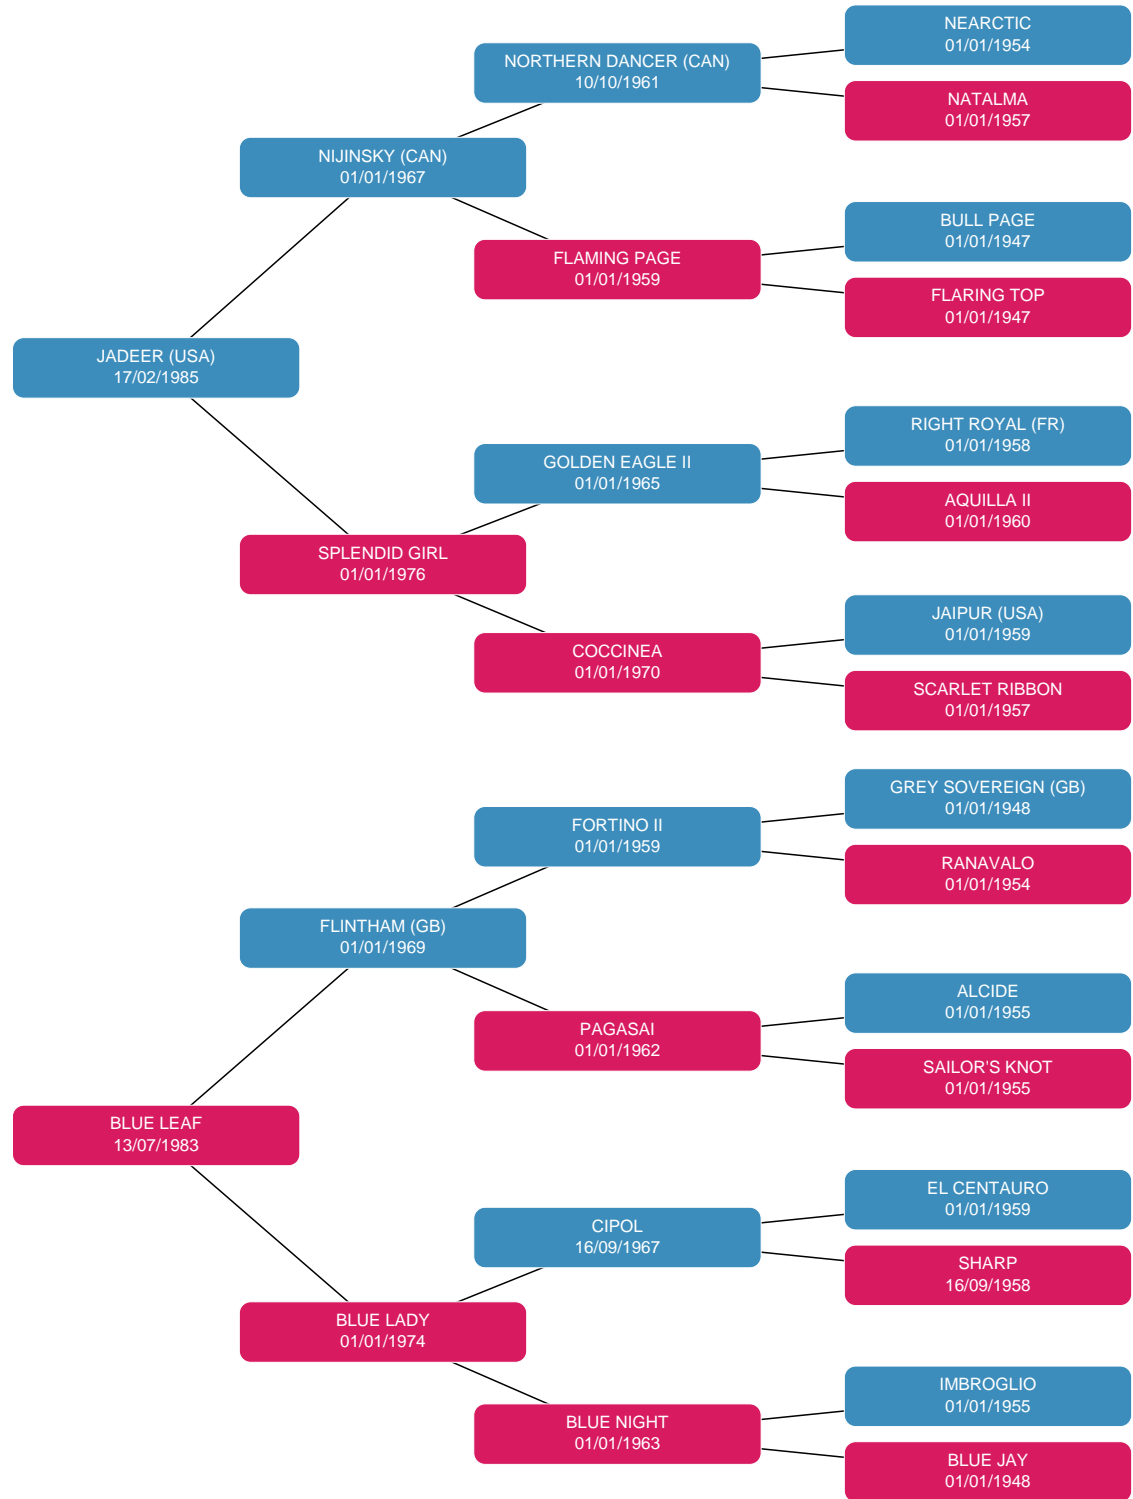 NEARCTIC
01/01/1954
NORTHERN DANCER (CAN)
10/10/1961
NATALMA
01/01/1957
NIJINSKY (CAN)
01/01/1967
BULL PAGE
01/01/1947
FLAMING PAGE
01/01/1959
FLARING TOP
01/01/1947
JADEER (USA)
17/02/1985
RIGHT ROYAL (FR)
01/01/1958
GOLDEN EAGLE II
01/01/1965
AQUILLA II
01/01/1960
SPLENDID GIRL
01/01/1976
JAIPUR (USA)
01/01/1959
COCCINEA
01/01/1970
SCARLET RIBBON
01/01/1957
GREY SOVEREIGN (GB)
01/01/1948
FORTINO II
01/01/1959
RANAVALO
01/01/1954
FLINTHAM (GB)
01/01/1969
ALCIDE
01/01/1955
PAGASAI
01/01/1962
SAILOR'S KNOT
01/01/1955
BLUE LEAF
13/07/1983
EL CENTAURO
01/01/1959
CIPOL
16/09/1967
SHARP
16/09/1958
BLUE LADY
01/01/1974
IMBROGLIO
01/01/1955
BLUE NIGHT
01/01/1963
BLUE JAY
01/01/1948